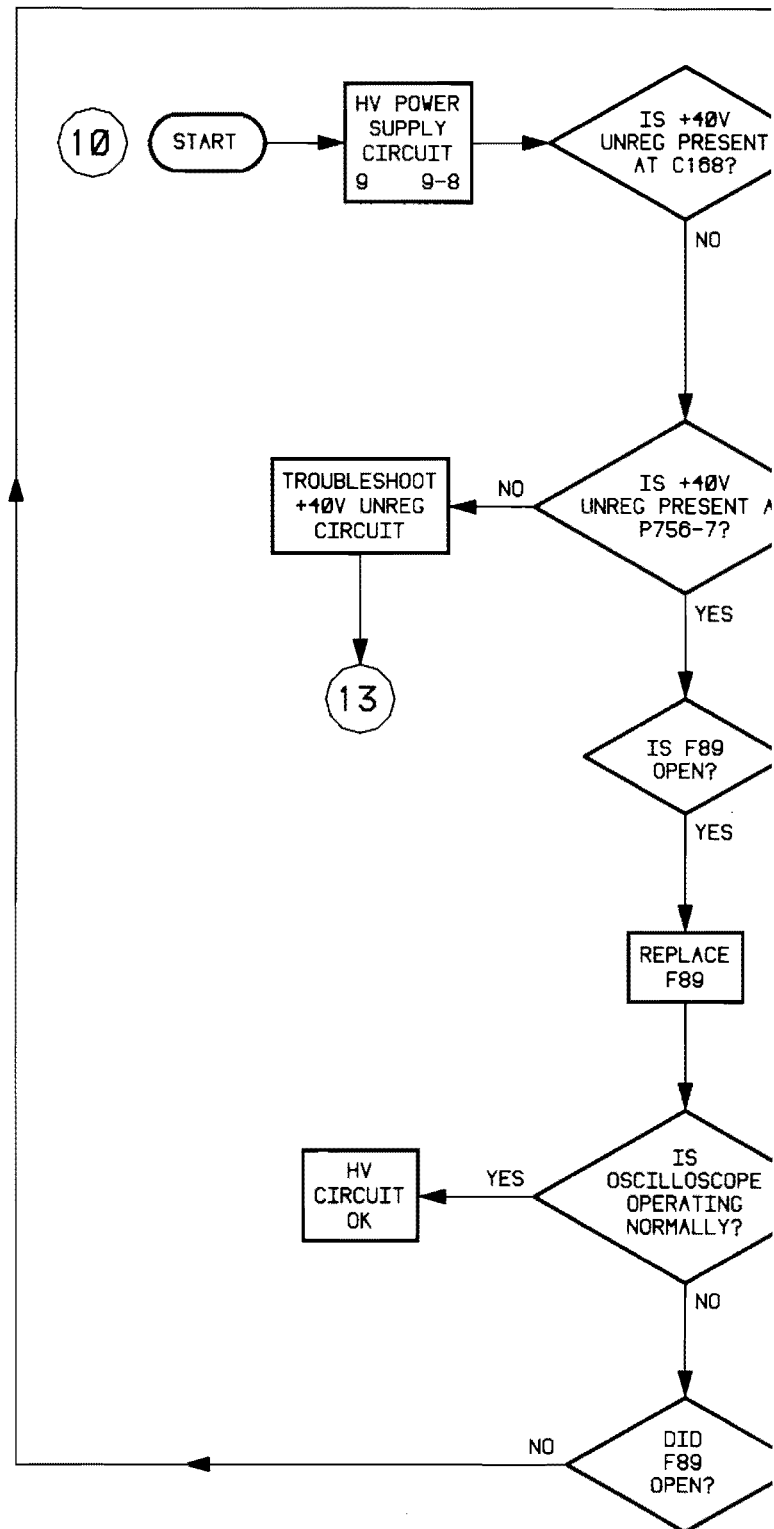 10
START
HV POWER
SUPPLY
CIRCUIT
9 9-8
IS +40V
UNREG PRESENT
AT C168?
NO
IS +40V
UNREG PRESENT A
P756-7?
NO
TROUBLESHOOT
+40V UNREG
CIRCUIT
13
YES
IS F89
OPEN?
YES
REPLACE
F89
IS
OSCILLOSCOPE
OPERATING
NORMALLY?
YES
HV
CIRCUIT
OK
NO
DID
F89
OPEN?
NO